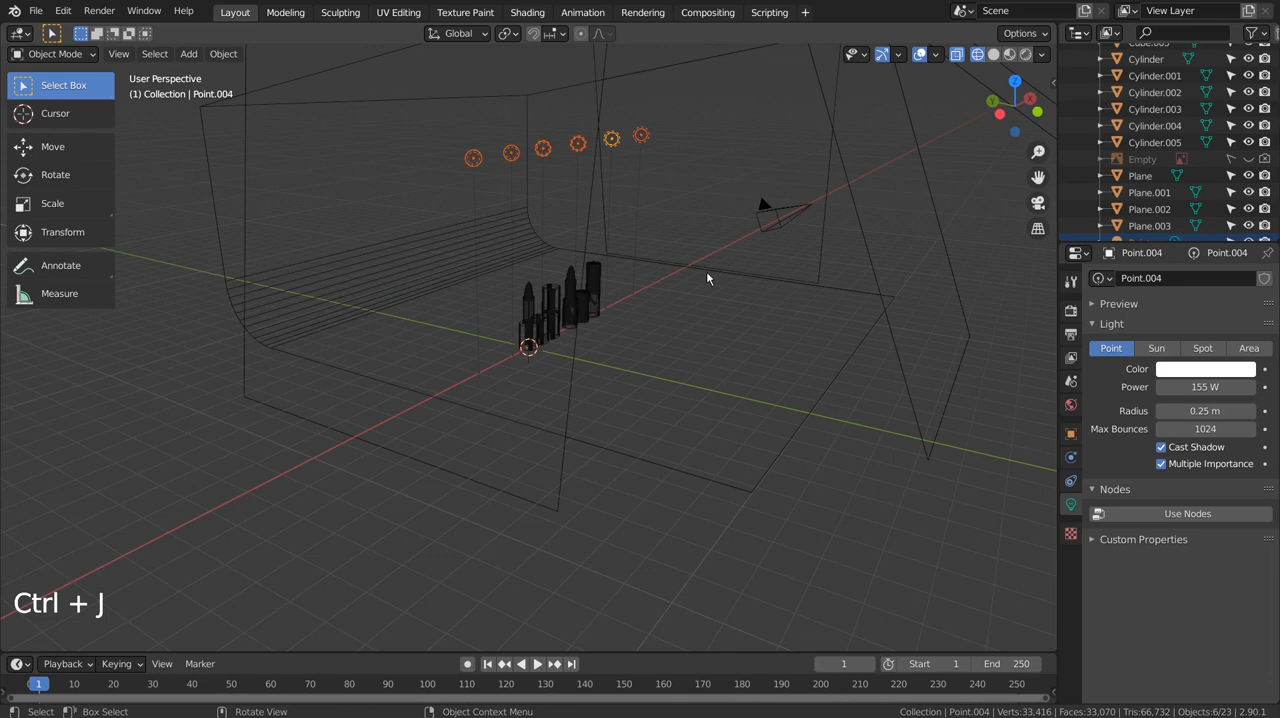 File Edit Render Window Help Layout Modeling Sculpting UV Editing Texture Paint Shading Animation Rendering Compositing Scripting + Scene View Layer
Global Options
Object Mode View Select Add Object
User Perspective
(1) Collection | Point.004
Select Box
Cursor
Move
Rotate
Scale
Transform
Annotate
Measure
Z
X
Y
Cylinder
Cylinder.001
Cylinder.002
Cylinder.003
Cylinder.004
Cylinder.005
Empty
Plane
Plane.001
Plane.002
Plane.003
Point.004 Point.004
Point.004
Preview
Light
Point Sun Spot Area
Color
Power 155 W
Radius 0.25 m
Max Bounces 1024
Cast Shadow
Multiple Importance
Nodes
Use Nodes
Custom Properties
Ctrl + J
Playback Keying View Marker 1 Start 1 End 250
1 10 20 30 40 50 60 70 80 90 100 110 120 130 140 150 160 170 180 190 200 210 220 230 240 250
Select Box Select Rotate View Object Context Menu Collection | Point.004 | Verts:33,416 | Faces:33,070 | Tris:66,732 | Objects:6/23 | 2.90.1